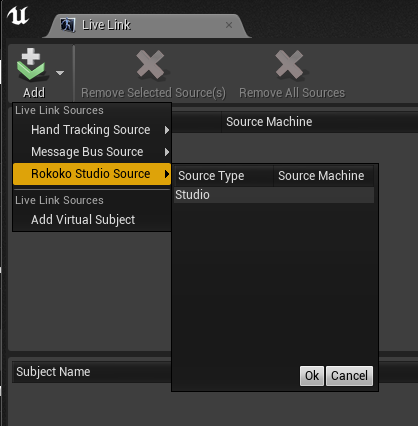 Live Link
Add
Remove Selected Source(s)
Remove All Sources
Live Link Sources
Source Machine
Hand Tracking Source
Message Bus Source
Rokoko Studio Source
Source Type
Source Machine
Studio
Live Link Sources
Add Virtual Subject
Ok
Cancel
Subject Name